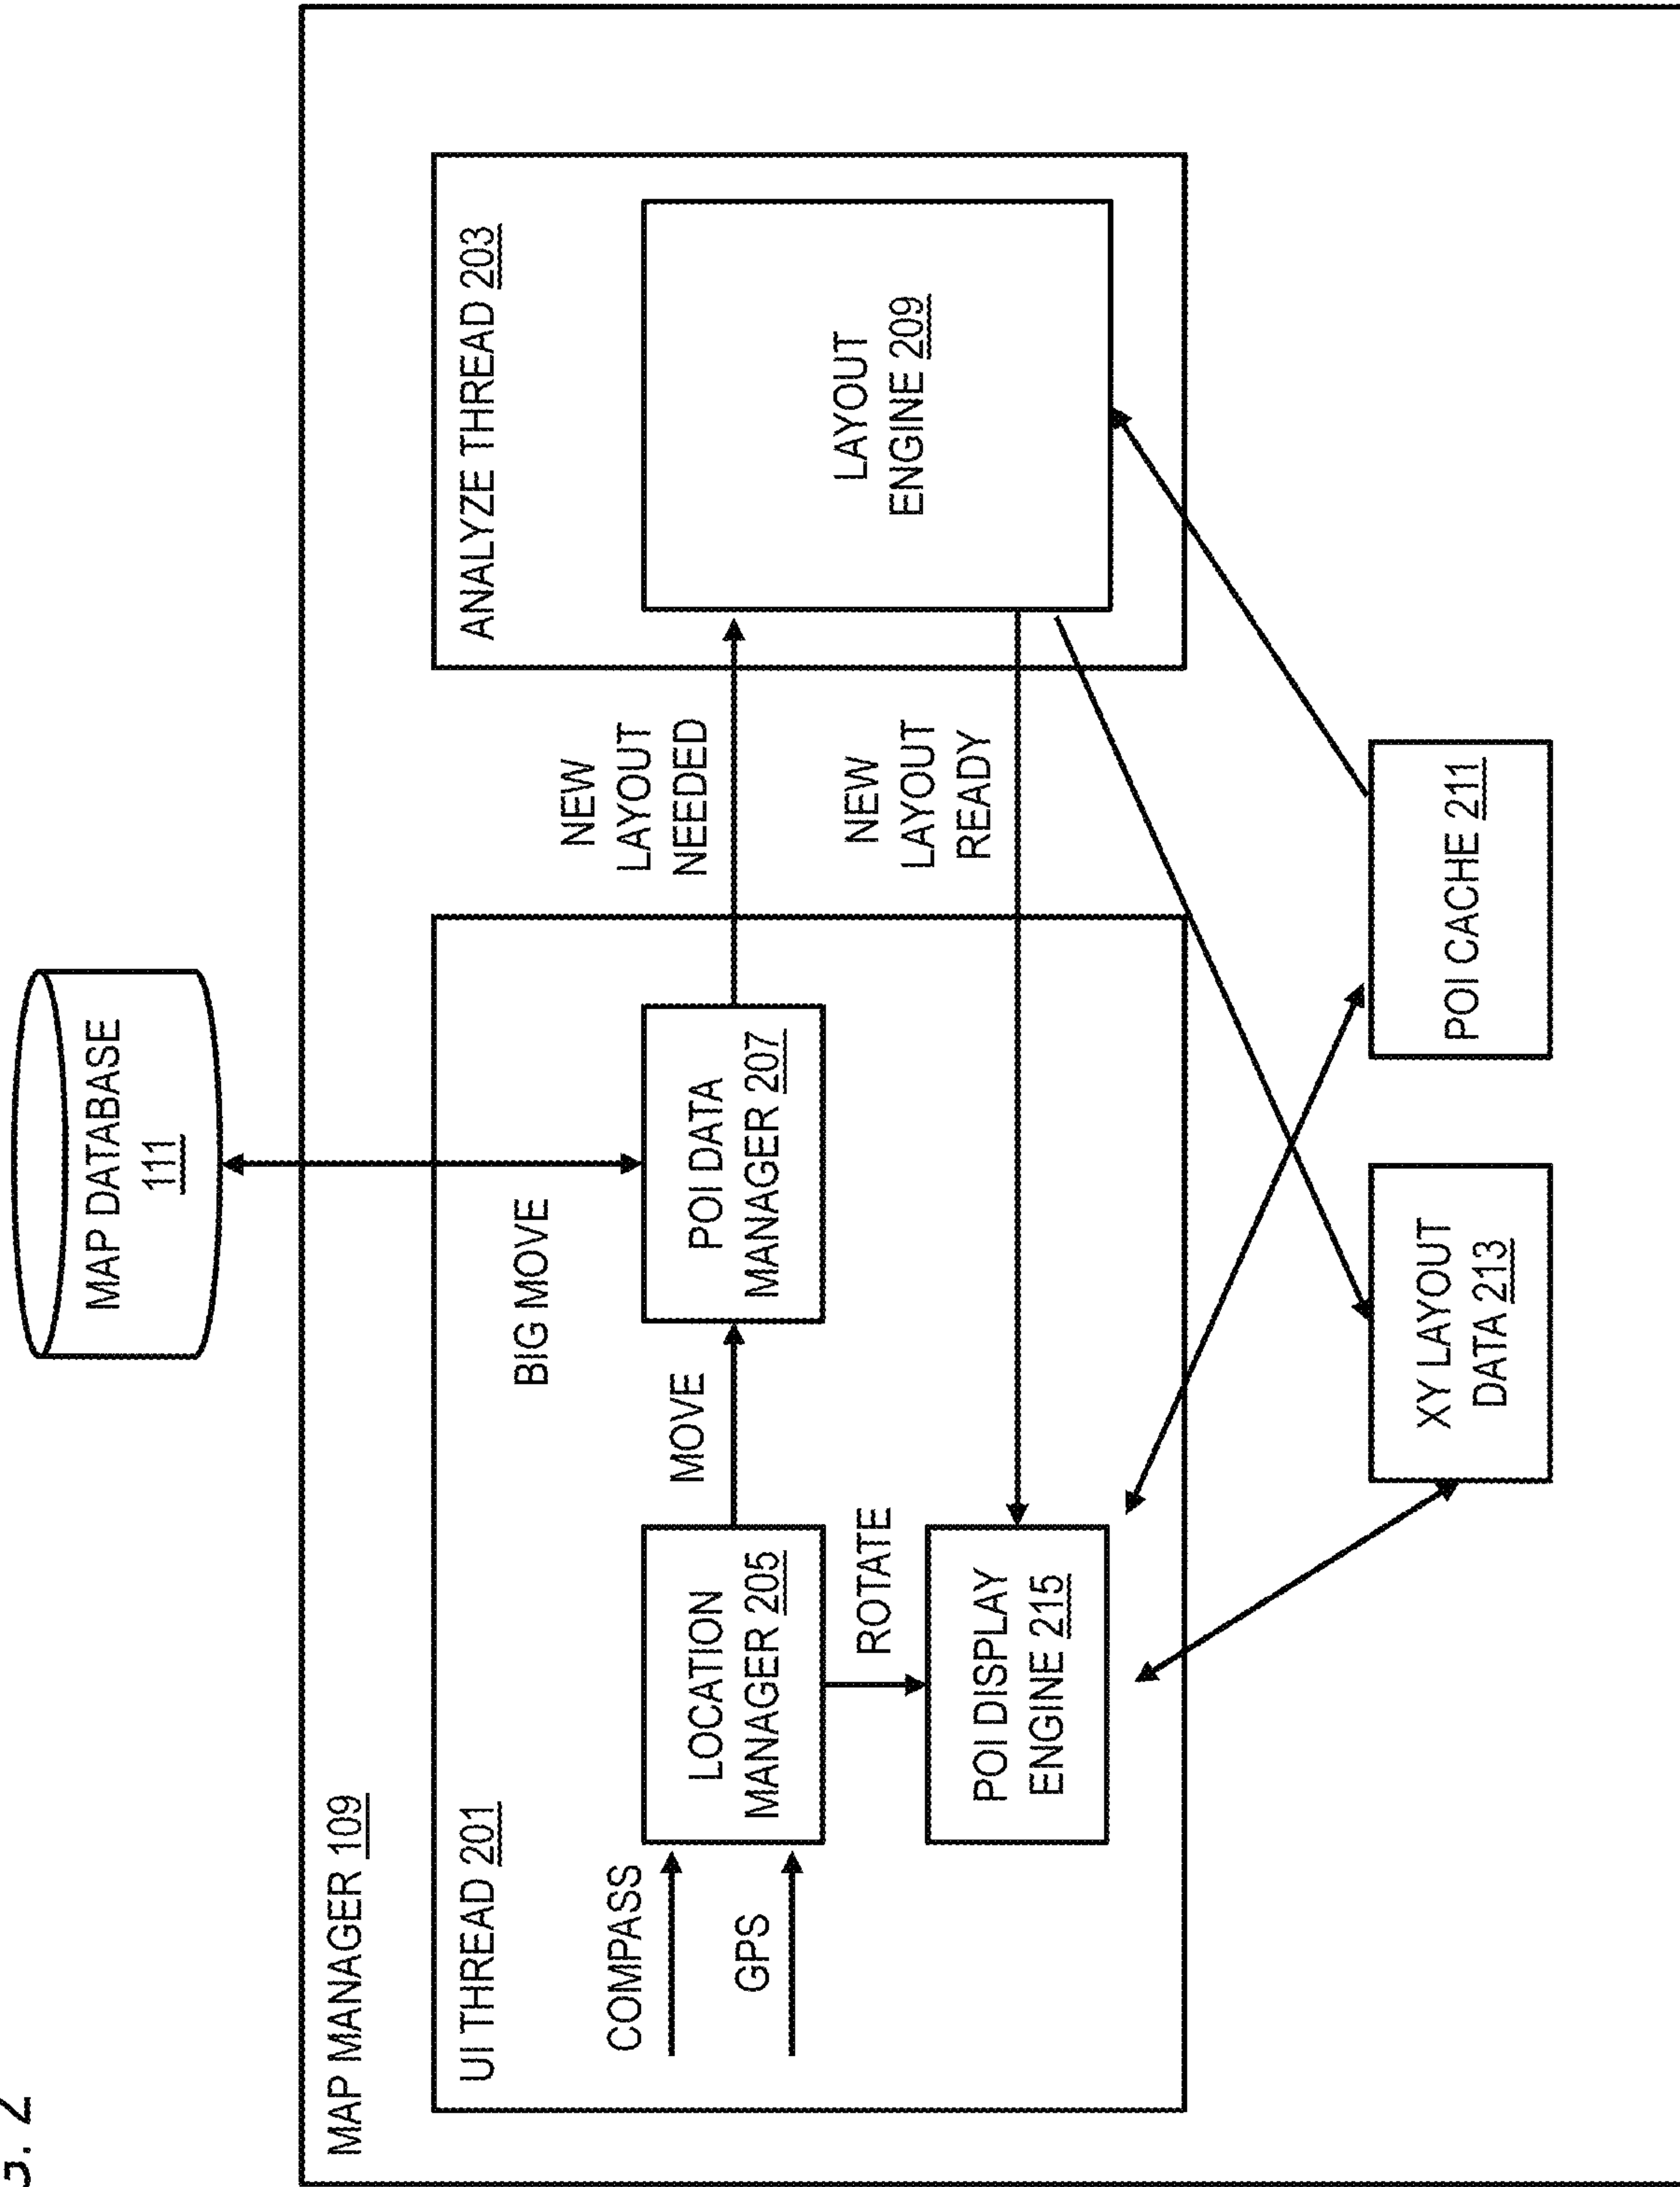 3. 2
MAP DATABASE
111
MAP MANAGER 109
UI THREAD 201
BIG MOVE
COMPASS
GPS
LOCATION
MANAGER 205
MOVE
POI DATA
MANAGER 207
ROTATE
POI DISPLAY
ENGINE 215
NEW
LAYOUT
NEEDED
NEW
LAYOUT
READY
ANALYZE THREAD 203
LAYOUT
ENGINE 209
XY LAYOUT
DATA 213
POI CACHE 211